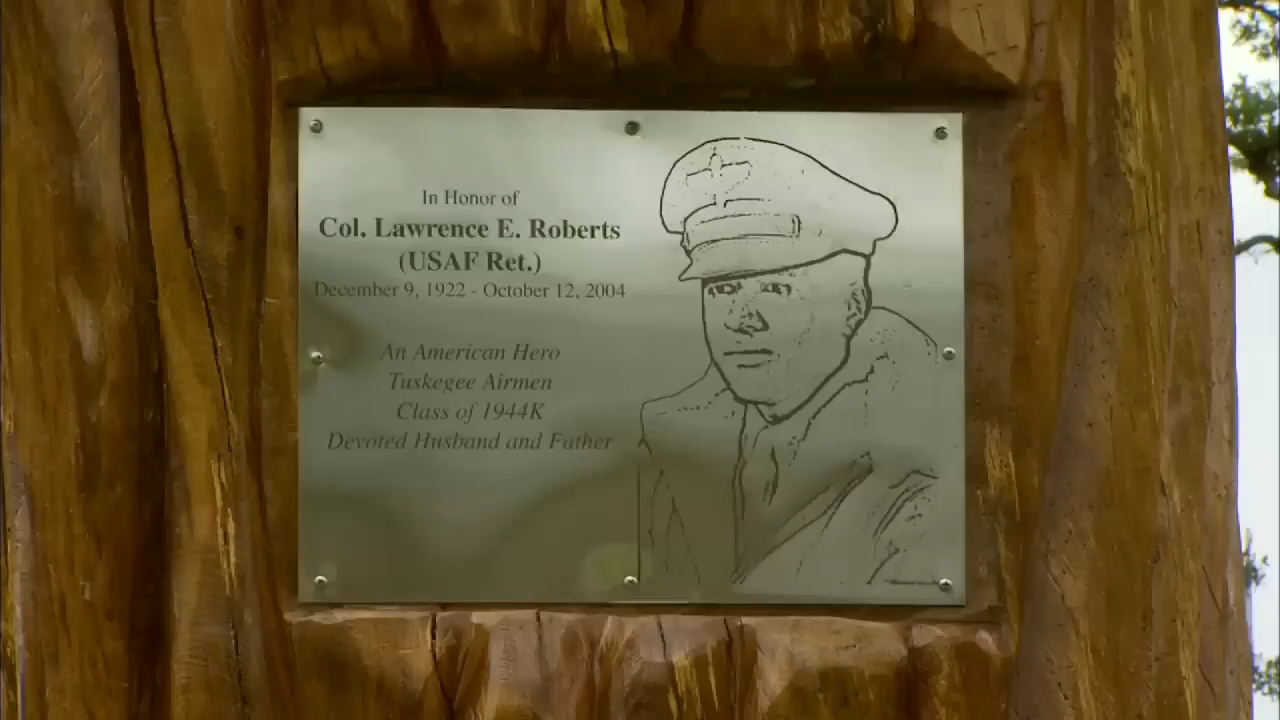 In Honor of
Col. Lawrence E. Roberts
(USAF Ret.)
December 9, 1922 - October 12, 2004
An American Hero
Tuskegee Airmen
Class of 1944K
Devoted Husband and Father